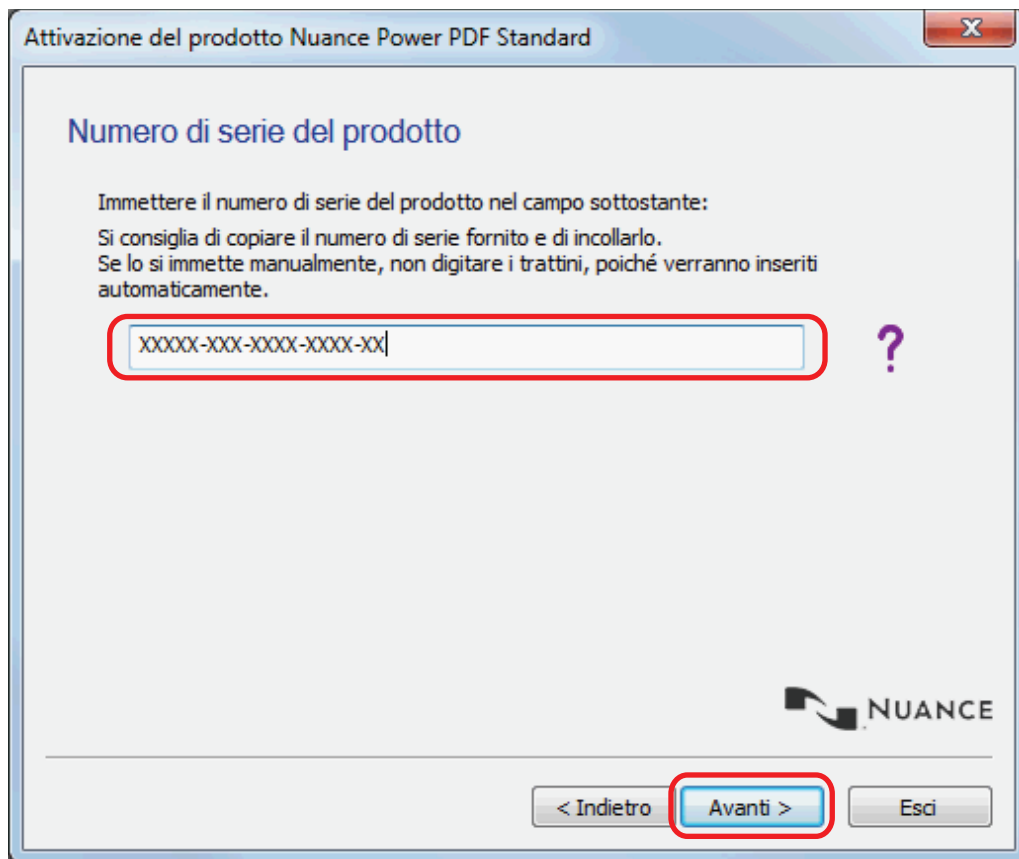 Attivazione del prodotto Nuance Power PDF Standard
Numero di serie del prodotto
Immettere il numero di serie del prodotto nel campo sottostante:
Si consiglia di copiare il numero di serie fornito e di incollarlo.
Se lo si immette manualmente, non digitare i trattini, poiché verranno inseriti
automaticamente.
XXXXX-XXX-XXXX-XXXX-XX
?
NUANCE
< Indietro
Avanti >
Esci